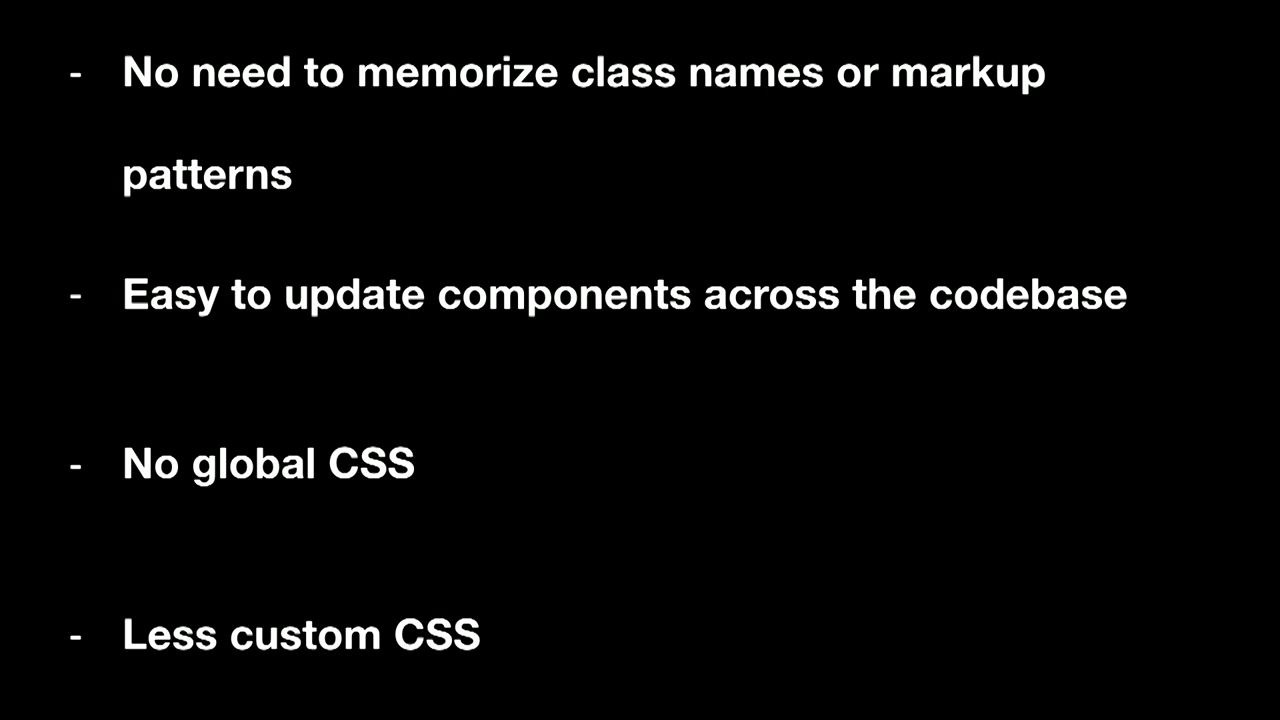 - No need to memorize class names or markup
patterns
- Easy to update components across the codebase
- No global CSS
- Less custom CSS